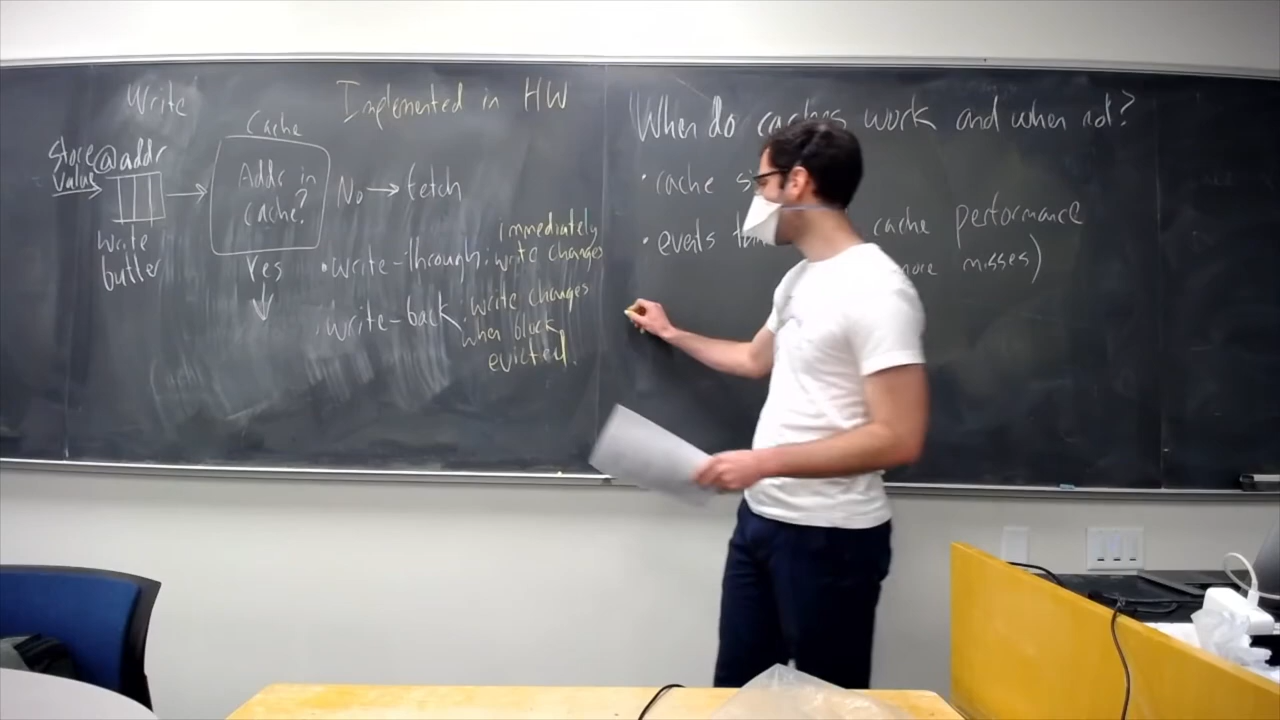 Write
Implemented in HW
Cache
store @addr
value
Addr in
cache?
No → fetch
write
buffer
Yes
• write-through: immediately
write changes
• write-back: write changes
when block
evicted.
When do caches work and when not?
• cache
• events cache performance
more misses)